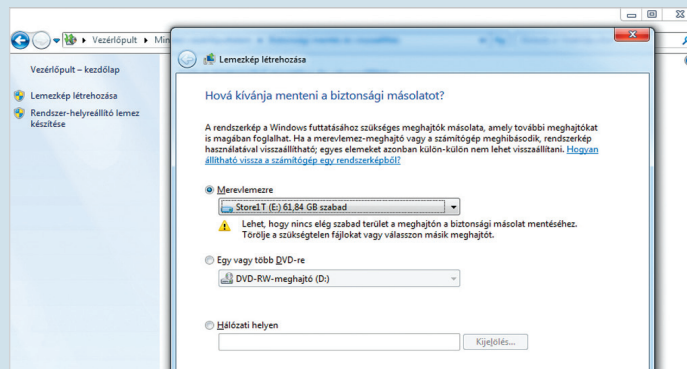 Vezérlőpult
Lemezkép létrehozása
Vezérlőpult – kezdőlap
Lemezkép létrehozása
Rendszer-helyreállító lemez
készítése
Hová kívánja menteni a biztonsági másolatot?
A rendszerkép a Windows futtatásához szükséges meghajtók másolata, amely további meghajtókat
is magában foglalhat. Ha a merevlemez-meghajtó vagy a számítógép meghibásodik, rendszerkép
használatával visszaállítható; egyes elemeket azonban külön-külön nem lehet visszaállítani. Hogyan
állítható vissza a számítógép egy rendszerképből?
Merevlemezre
Store1T (E:) 61,84 GB szabad
Lehet, hogy nincs elég szabad terület a meghajtón a biztonsági másolat mentéséhez.
Törölje a szükségtelen fájlokat vagy válasszon másik meghajtót.
Egy vagy több DVD-re
DVD-RW-meghajtó (D:)
Hálózati helyen
Kijelölés...